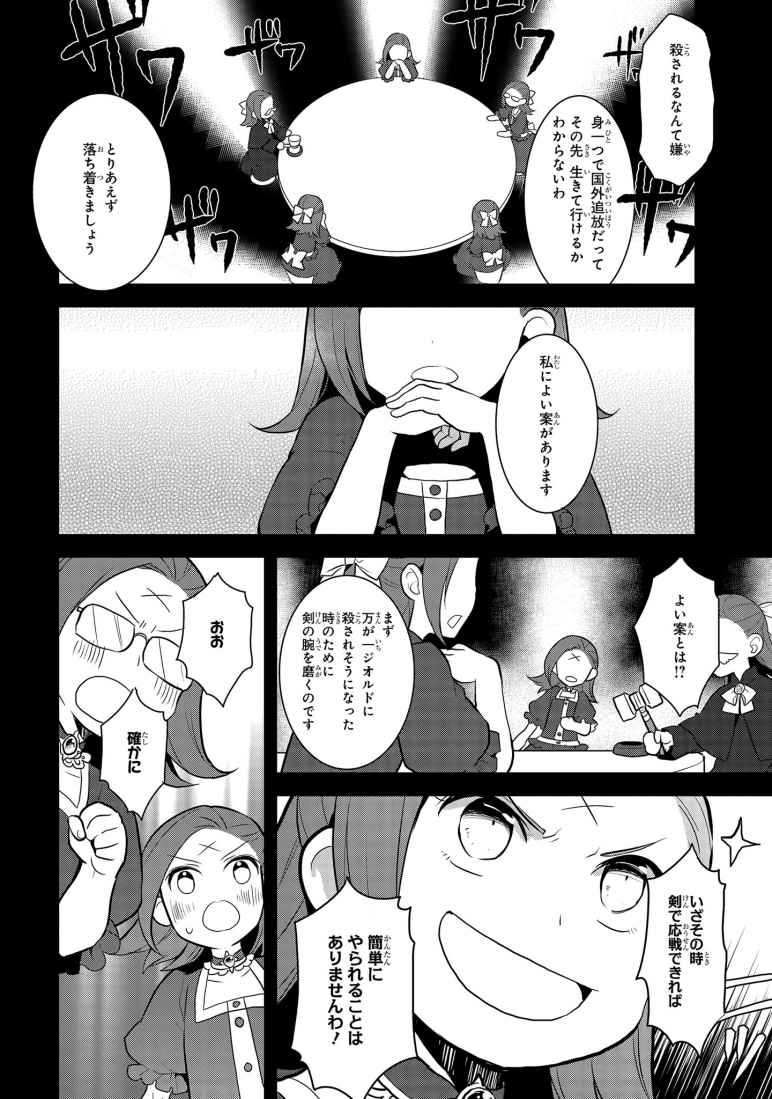 殺されるなんて嫌
身一つで国外追放だって
その先 生きて行けるか
わからないわ
ザワ
ザワ
ザワ
ザワ
ザワ
ザワ
とりあえず
落ち着きましょう
私によい案があります
よい案とは!?
まず
万が一ジオルドに
殺されそうになった
時のために
剣の腕を磨くのです
おお
確かに
いざその時
剣で応戦できれば
簡単に
やられることは
ありませんわ!